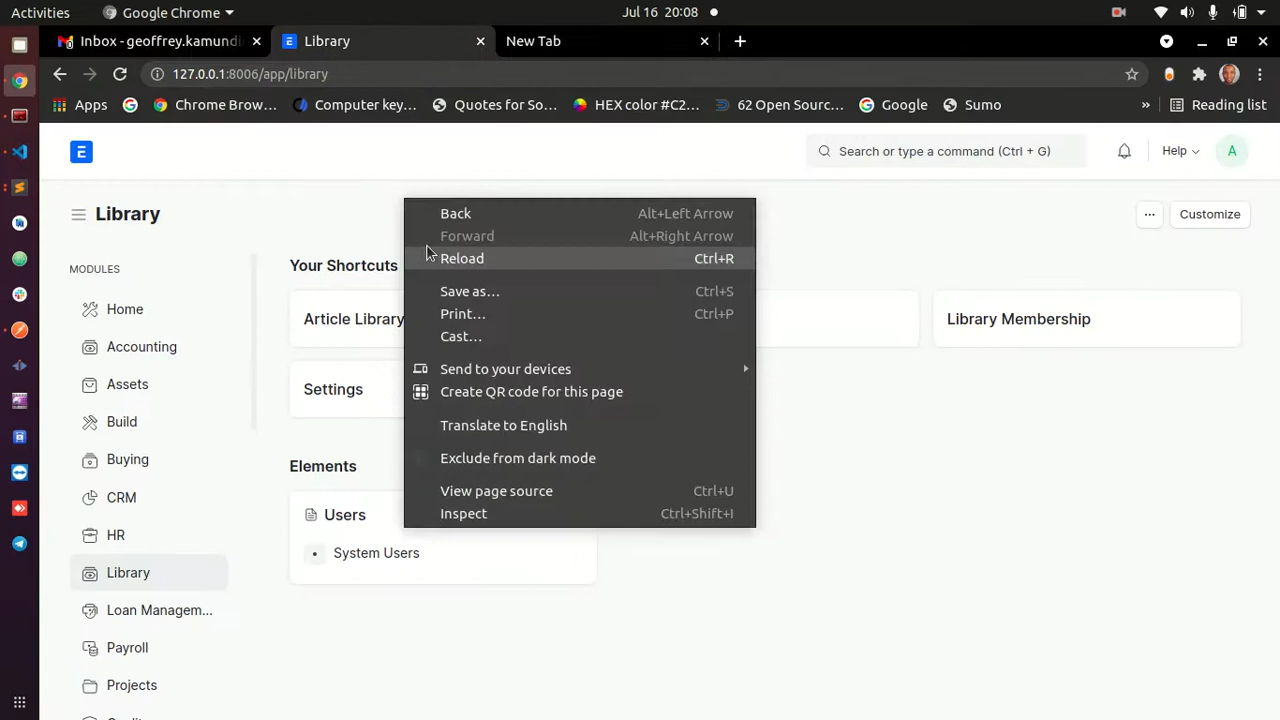 Activities
Google Chrome
Jul 16 20:08
Inbox - geoffrey.kamundi
Library
New Tab
127.0.0.1:8006/app/library
Apps
Chrome Brow...
Computer key...
Quotes for So...
HEX color #C2...
62 Open Sourc...
Google
Sumo
»
Reading list
E
Search or type a command (Ctrl + G)
Help
A
Library
...
Customize
MODULES
Home
Accounting
Assets
Build
Buying
CRM
HR
Library
Loan Managem...
Payroll
Projects
Your Shortcuts
Article Library
Library Membership
Settings
Elements
Users
System Users
Back Alt+Left Arrow
Forward Alt+Right Arrow
Reload Ctrl+R
Save as... Ctrl+S
Print... Ctrl+P
Cast...
Send to your devices
Create QR code for this page
Translate to English
Exclude from dark mode
View page source Ctrl+U
Inspect Ctrl+Shift+I